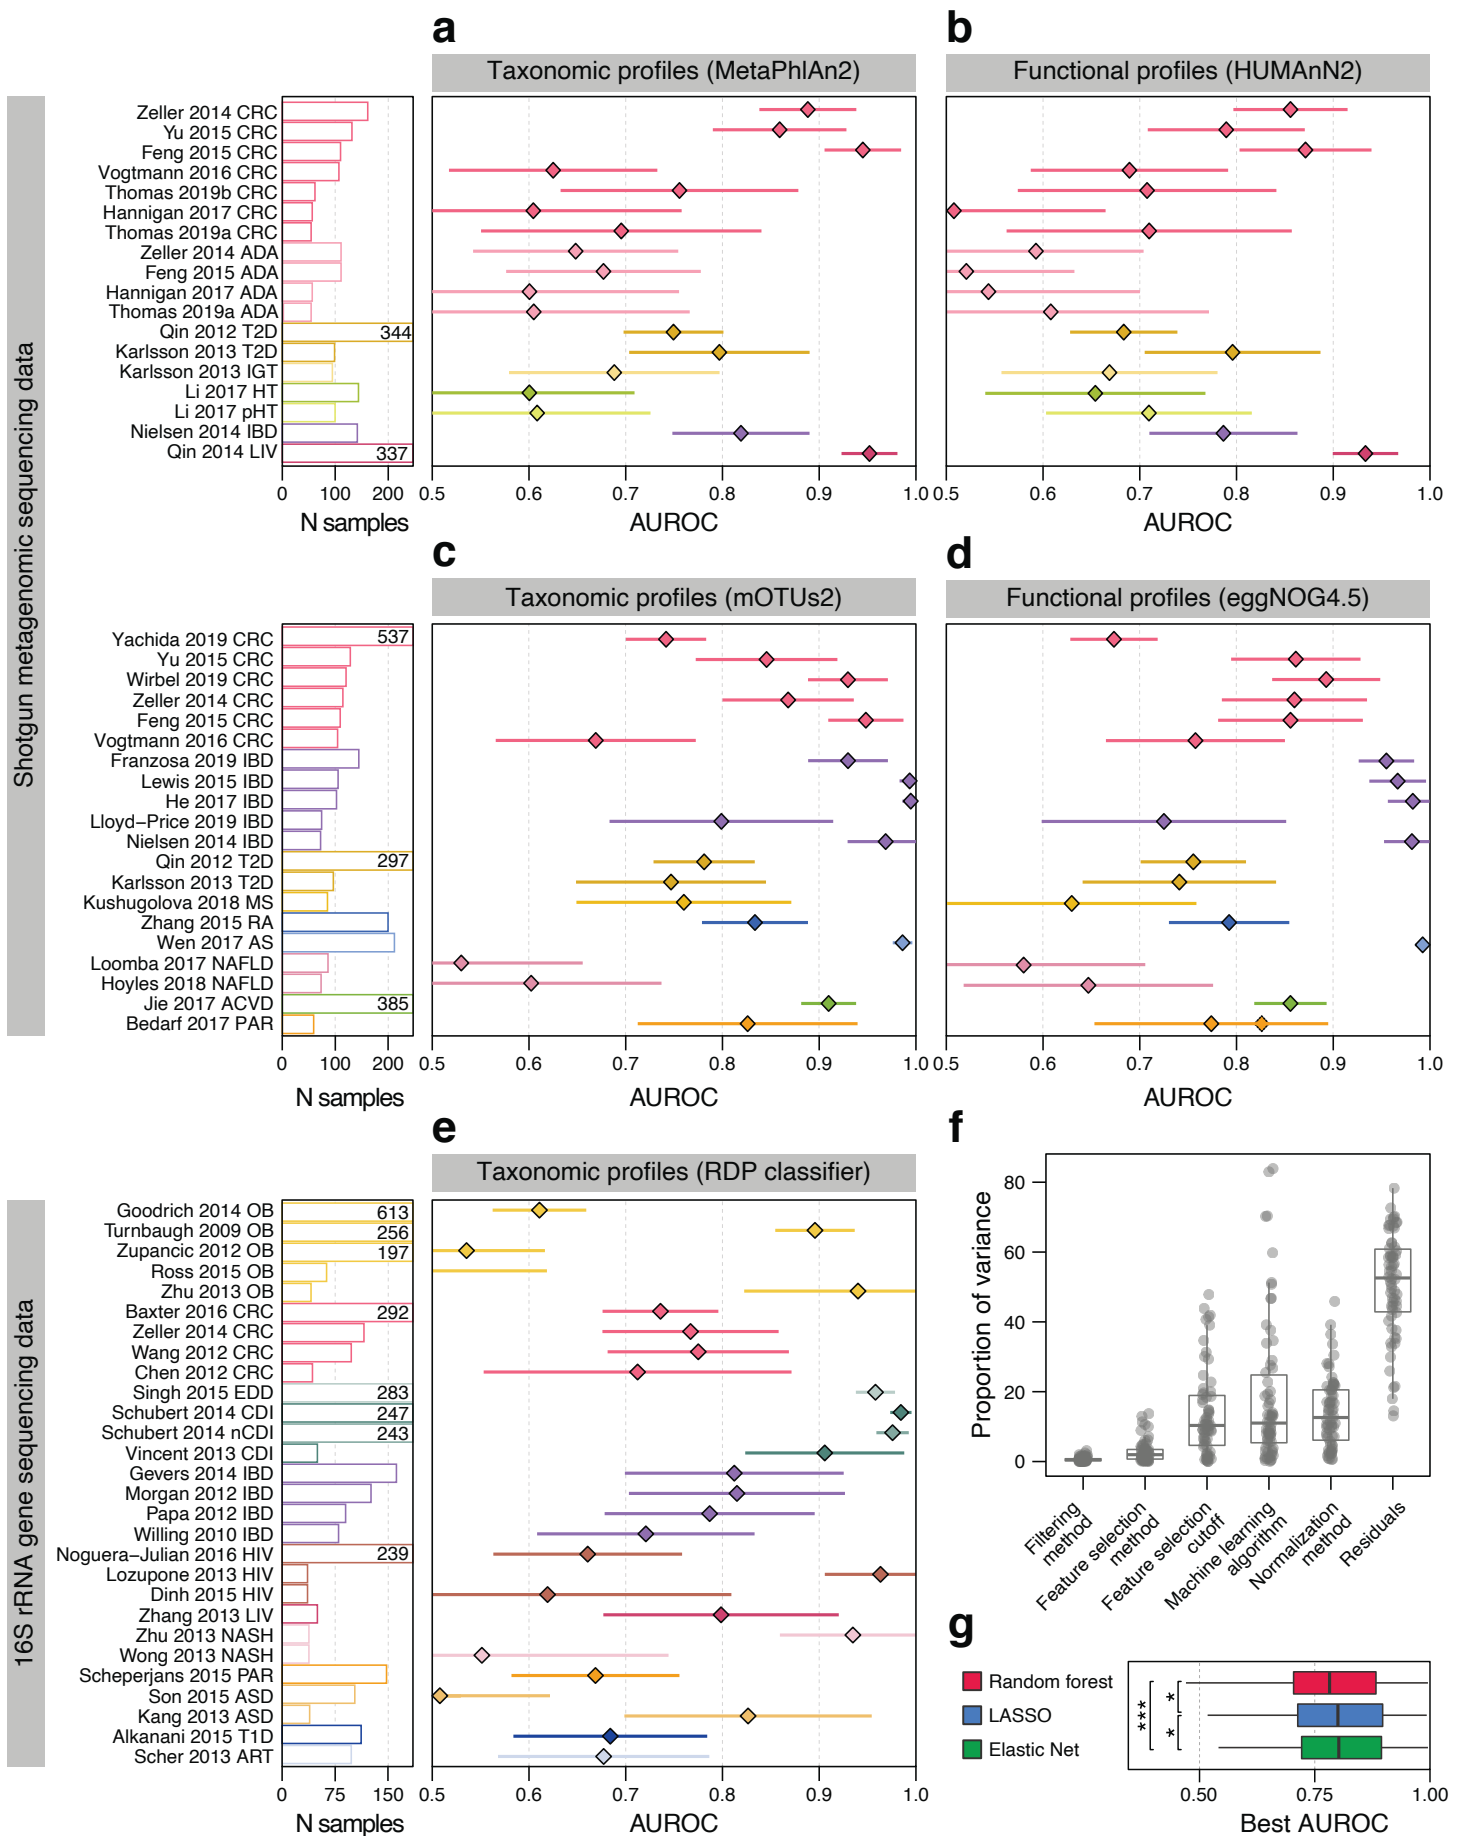 a
b
Taxonomic profiles (MetaPhlAn2)
Functional profiles (HUMAnN2)
Shotgun metagenomic sequencing data
Zeller 2014 CRC
Yu 2015 CRC
Feng 2015 CRC
Vogtmann 2016 CRC
Thomas 2019b CRC
Hannigan 2017 CRC
Thomas 2019a CRC
Zeller 2014 ADA
Feng 2015 ADA
Hannigan 2017 ADA
Thomas 2019a ADA
Qin 2012 T2D 344
Karlsson 2013 T2D
Karlsson 2013 IGT
Li 2017 HT
Li 2017 pHT
Nielsen 2014 IBD
Qin 2014 LIV 337
0 100 200 0.5 0.6 0.7 0.8 0.9 1.0 0.5 0.6 0.7 0.8 0.9 1.0
N samples AUROC AUROC
c
d
Taxonomic profiles (mOTUs2)
Functional profiles (eggNOG4.5)
Yachida 2019 CRC 537
Yu 2015 CRC
Wirbel 2019 CRC
Zeller 2014 CRC
Feng 2015 CRC
Vogtmann 2016 CRC
Franzosa 2019 IBD
Lewis 2015 IBD
He 2017 IBD
Lloyd−Price 2019 IBD
Nielsen 2014 IBD
Qin 2012 T2D 297
Karlsson 2013 T2D
Kushugolova 2018 MS
Zhang 2015 RA
Wen 2017 AS
Loomba 2017 NAFLD
Hoyles 2018 NAFLD
Jie 2017 ACVD 385
Bedarf 2017 PAR
0 100 200 0.5 0.6 0.7 0.8 0.9 1.0 0.5 0.6 0.7 0.8 0.9 1.0
N samples AUROC AUROC
e
Taxonomic profiles (RDP classifier)
16S rRNA gene sequencing data
Goodrich 2014 OB 613
Turnbaugh 2009 OB 256
Zupancic 2012 OB 197
Ross 2015 OB
Zhu 2013 OB
Baxter 2016 CRC 292
Zeller 2014 CRC
Wang 2012 CRC
Chen 2012 CRC
Singh 2015 EDD 283
Schubert 2014 CDI 247
Schubert 2014 nCDI 243
Vincent 2013 CDI
Gevers 2014 IBD
Morgan 2012 IBD
Papa 2012 IBD
Willing 2010 IBD
Noguera−Julian 2016 HIV 239
Lozupone 2013 HIV
Dinh 2015 HIV
Zhang 2013 LIV
Zhu 2013 NASH
Wong 2013 NASH
Scheperjans 2015 PAR
Son 2015 ASD
Kang 2013 ASD
Alkanani 2015 T1D
Scher 2013 ART
0 75 150 0.5 0.6 0.7 0.8 0.9 1.0
N samples AUROC
f
Proportion of variance
80
60
40
20
0
Filtering
method
Feature selection
method
Feature selection
cutoff
Machine learning
algorithm
Normalization
method
Residuals
g
Random forest
LASSO
Elastic Net
***
*
*
0.50 0.75 1.00
Best AUROC